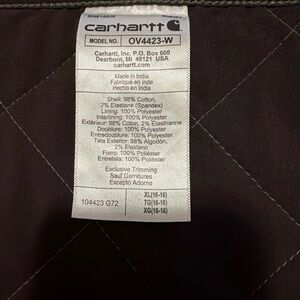 RN#14806
carhartt
MODEL NO. OV4423-W
Carhartt, Inc. P.O. Box 600
Dearborn, MI 48121 USA
carhartt.com
Made in India
Fabriqué en Inde
Hecho en India
Shell: 98% Cotton,
2% Elastane (Spandex)
Lining: 100% Polyester
Interlining: 100% Polyester
Extérieur: 98% Coton, 2% Élasthanne
Doublure: 100% Polyester
Entredoublure: 100% Polyester
Tela Exterior: 98% Algodón,
2% Elastano
Forro: 100% Poliéster
Entretela: 100% Poliéster
Exclusive Trimming
Sauf Garnitures
Excepto Adorno
XL(16-18)
104423 G72 TG(16-18)
XG(16-18)